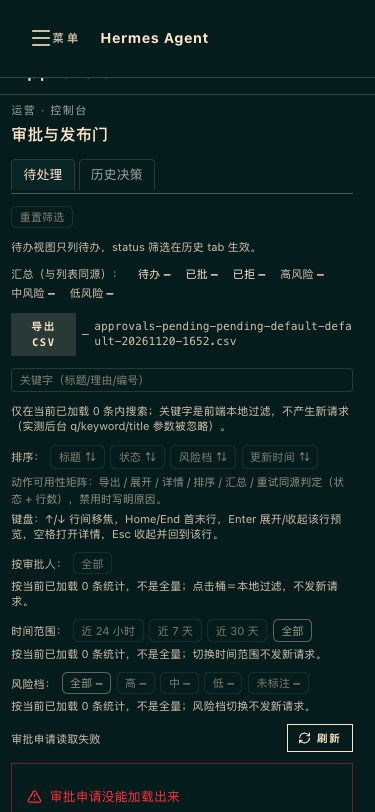 菜单 Hermes Agent
运营 · 控制台
审批与发布门
待处理 历史决策
重置筛选
待办视图只列待办，status 筛选在历史 tab 生效。
汇总（与列表同源）： 待办 — 已批 — 已拒 — 高风险 —
中风险 — 低风险 —
导出 CSV
— approvals-pending-pending-default-defa
ult-20261120-1652.csv
关键字（标题/理由/编号）
仅在当前已加载 0 条内搜索；关键字是前端本地过滤，不产生新请求
（实测后台 q/keyword/title 参数被忽略）。
排序： 标题 ⇅ 状态 ⇅ 风险档 ⇅ 更新时间 ⇅
动作可用性矩阵：导出 / 展开 / 详情 / 排序 / 汇总 / 重试同源判定（状
态 + 行数），禁用时写明原因。
键盘：↑/↓ 行间移焦，Home/End 首末行，Enter 展开/收起该行预
览，空格打开详情，Esc 收起并回到该行。
按审批人： 全部
按当前已加载 0 条统计，不是全量；点击桶＝本地过滤，不发新请
求。
时间范围： 近 24 小时 近 7 天 近 30 天 全部
按当前已加载 0 条统计，不是全量；切换时间范围不发新请求。
风险档： 全部 — 高 — 中 — 低 — 未标注 —
按当前已加载 0 条统计，不是全量；风险档切换不发新请求。
审批申请读取失败 刷新
审批申请没能加载出来